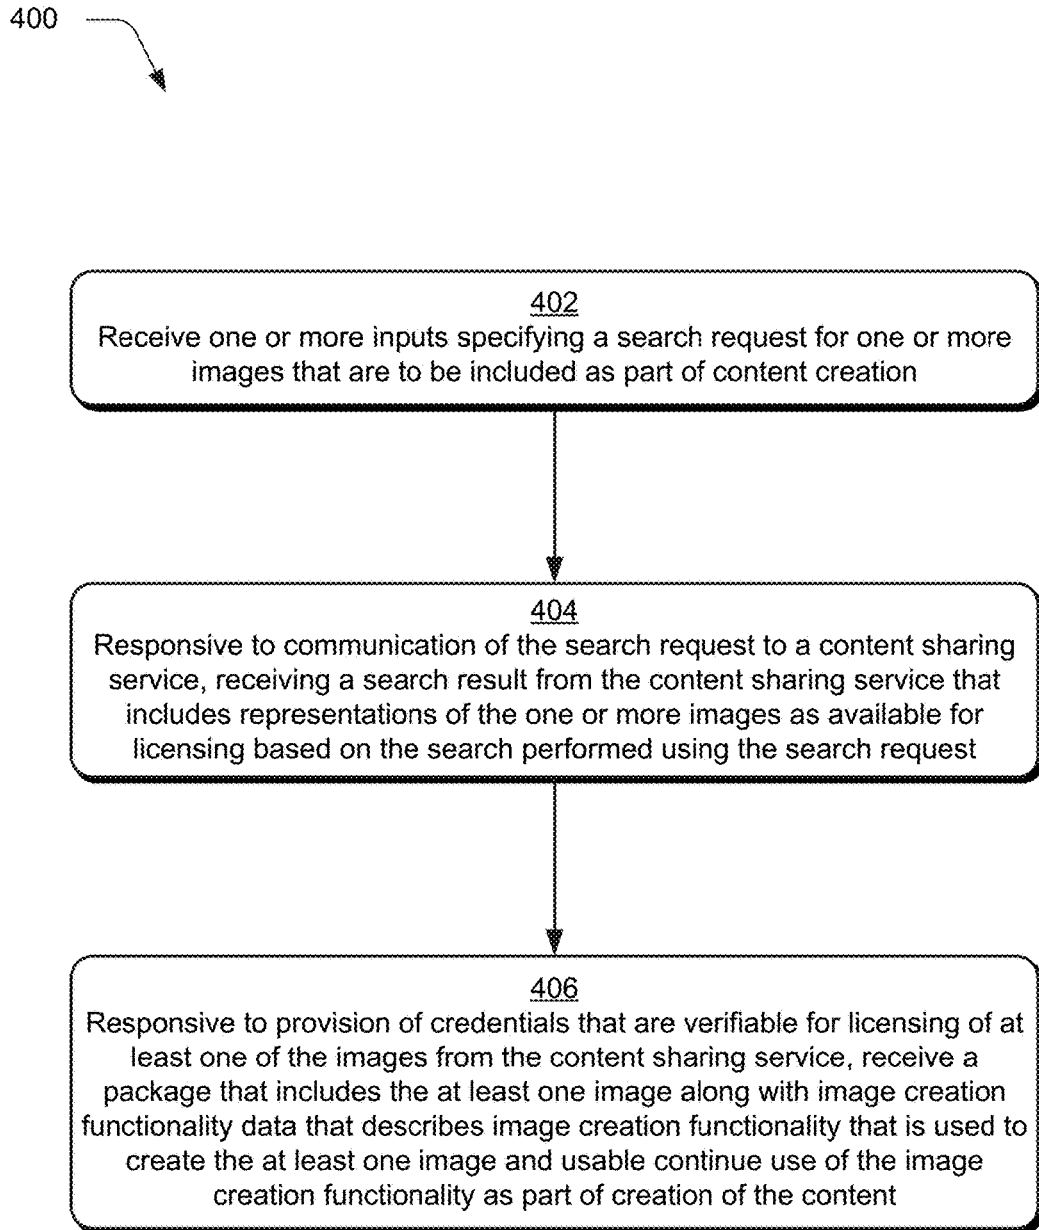 400
402
Receive one or more inputs specifying a search request for one or more
images that are to be included as part of content creation
404
Responsive to communication of the search request to a content sharing
service, receiving a search result from the content sharing service that
includes representations of the one or more images as available for
licensing based on the search performed using the search request
406
Responsive to provision of credentials that are verifiable for licensing of at
least one of the images from the content sharing service, receive a
package that includes the at least one image along with image creation
functionality data that describes image creation functionality that is used to
create the at least one image and usable continue use of the image
creation functionality as part of creation of the content